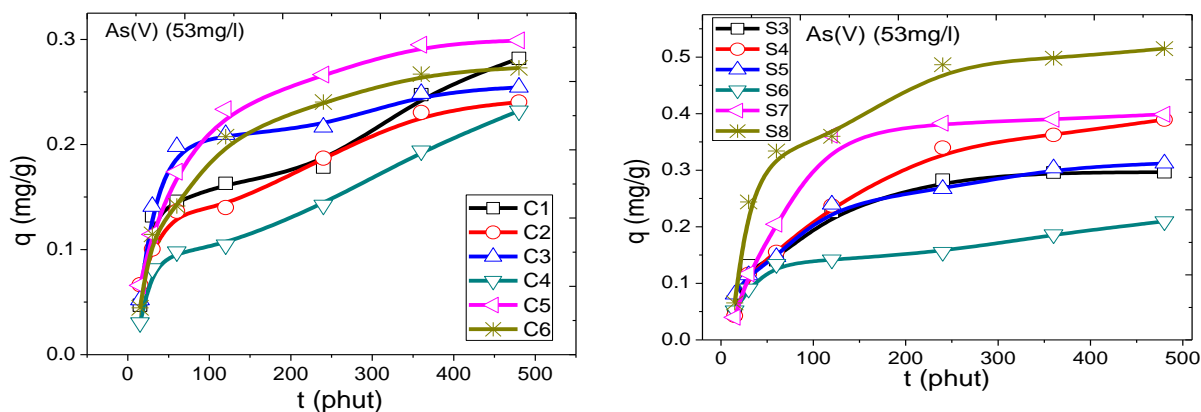 As(V) (53mg/l)
0.3
0.2
0.1
0.0
q (mg/g)
C1
C2
C3
C4
C5
C6
0 100 200 300 400 500
t (phut)
S3
S4
S5
S6
S7
S8
As(V) (53mg/l)
0.5
0.4
0.3
0.2
0.1
0.0
q (mg/g)
0 100 200 300 400 500
t (phut)